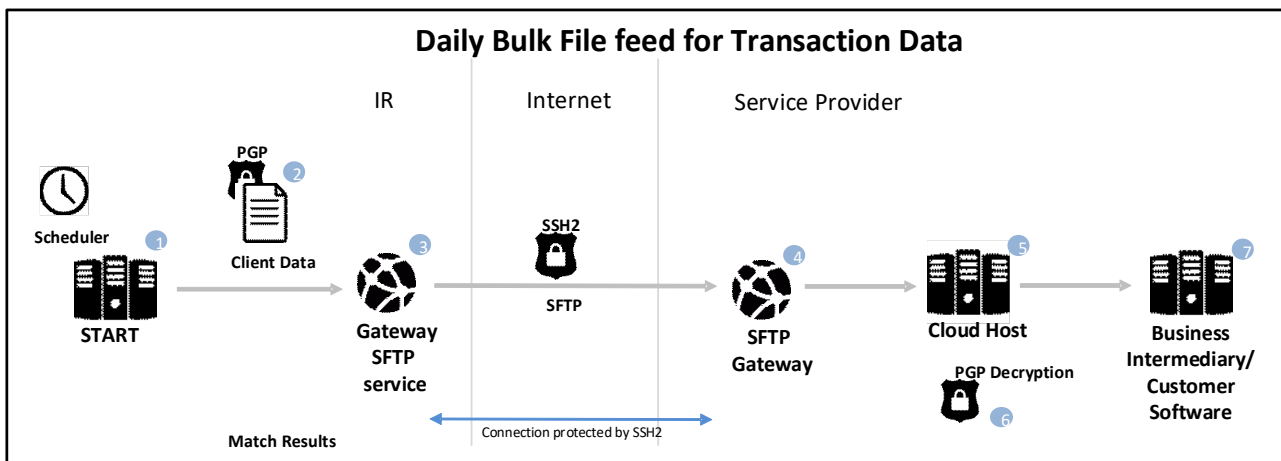 Daily Bulk File feed for Transaction Data
IR
Internet
Service Provider
Scheduler
1
START
PGP
2
Client Data
3
Gateway
SFTP
service
SSH2
SFTP
4
SFTP
Gateway
5
Cloud Host
PGP Decryption
6
7
Business
Intermediary/
Customer
Software
Connection protected by SSH2
Match Results